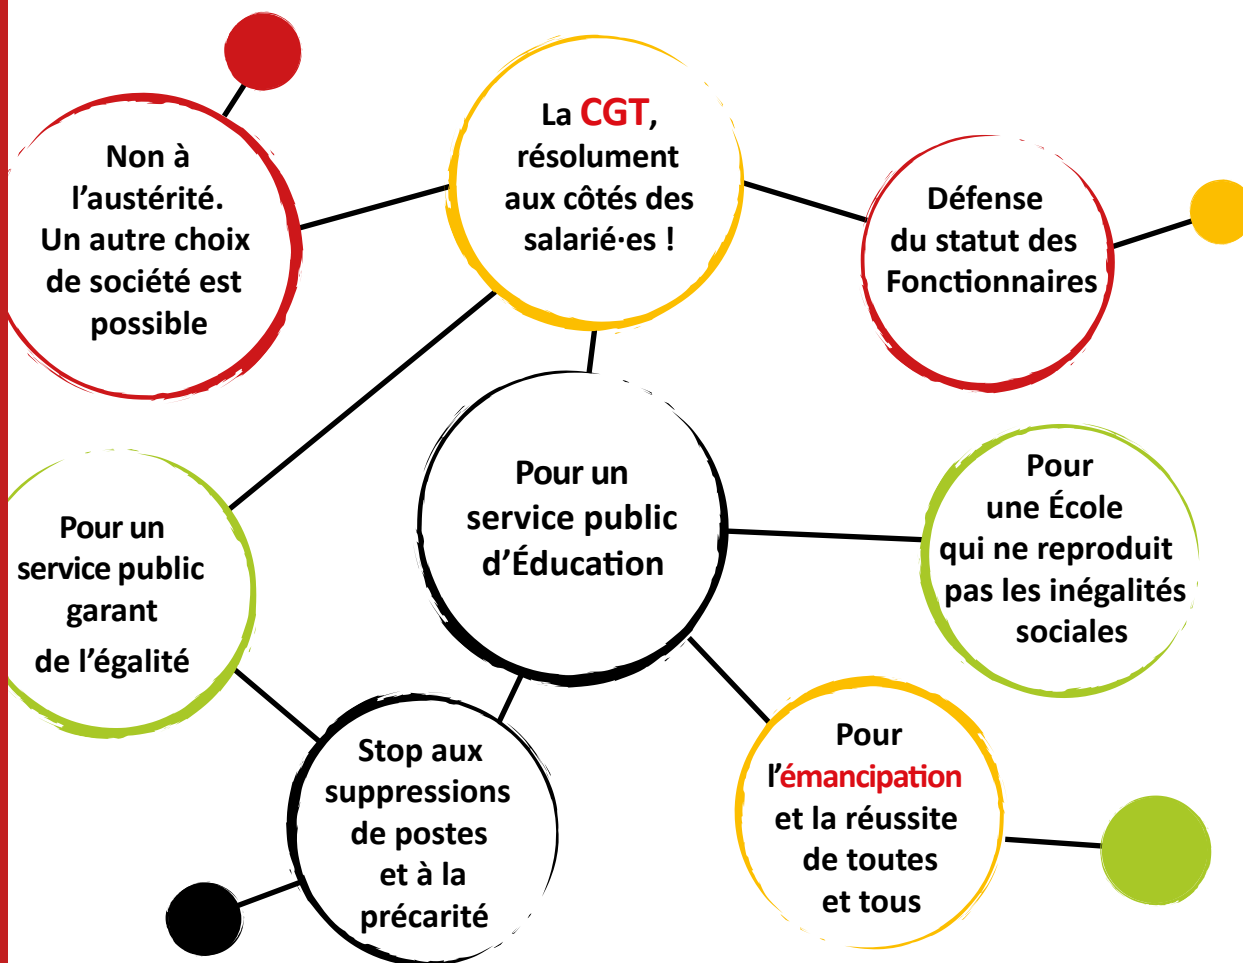 Non à
l’austérité.
Un autre choix
de société est
possible
La CGT,
résolument
aux côtés des
salarié·es !
Défense
du statut des
Fonctionnaires
Pour un
service public
garant
de l’égalité
Pour un
service public
d’Éducation
Pour
une École
qui ne reproduit
pas les inégalités
sociales
Stop aux
suppressions
de postes
et à la
précarité
Pour
l’émancipation
et la réussite
de toutes
et tous